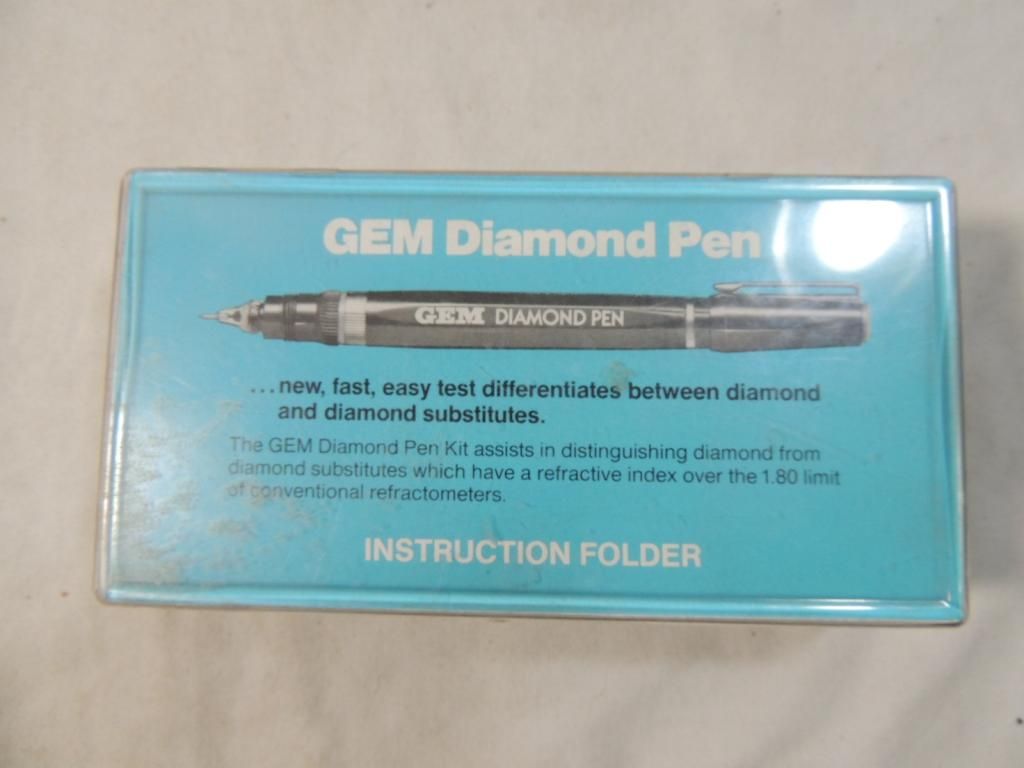 GEM Diamond Pen
GEM DIAMOND PEN
...new, fast, easy test differentiates between diamond
and diamond substitutes.
The GEM Diamond Pen Kit assists in distinguishing diamond from
diamond substitutes which have a refractive index over the 1.80 limit
of conventional refractometers.
INSTRUCTION FOLDER